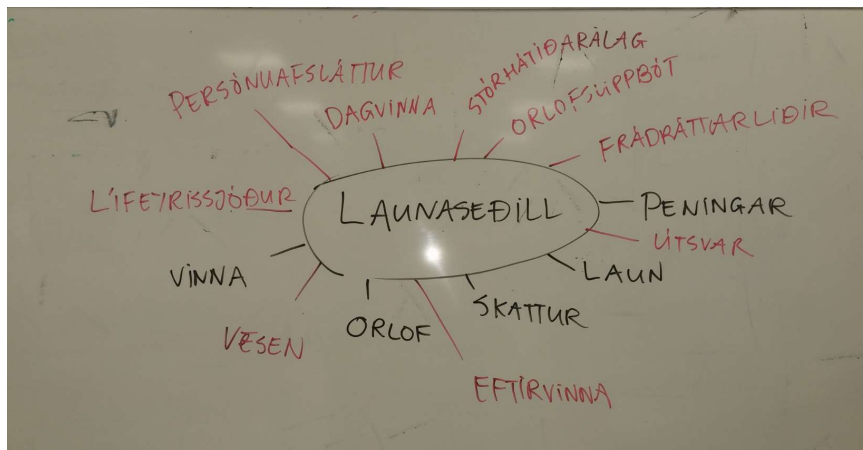 PERSÓNUAFSLÁTTUR
DAGVINNA
STÓRHÁTÍÐARÁLAG
ORLOFSUPPBÓT
FRÁDRÁTTARLIÐIR
LÍFEYRISSJÓÐUR
LAUNASEÐILL
PENINGAR
ÚTSVAR
VINNA
LAUN
VESEN
ORLOF
SKATTUR
EFTIRVINNA